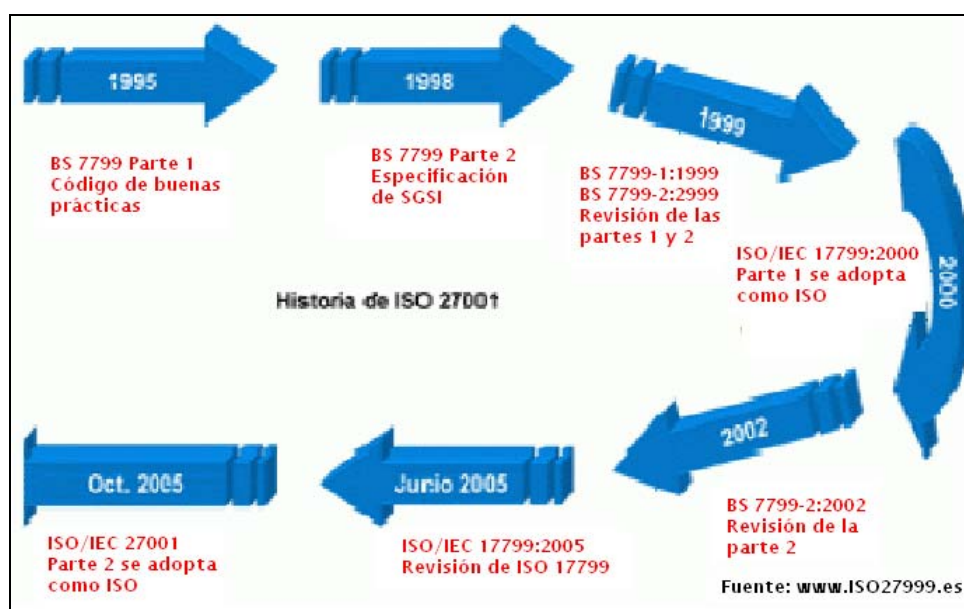 1995
BS 7799 Parte 1
Código de buenas
prácticas
1998
BS 7799 Parte 2
Especificación
de SGSI
1999
BS 7799-1:1999
BS 7799-2:2999
Revisión de las
partes 1 y 2
2000
ISO/IEC 17799:2000
Parte 1 se adopta
como ISO
Historia de ISO 27001
2002
BS 7799-2:2002
Revisión de la
parte 2
Junio 2005
ISO/IEC 17799:2005
Revisión de ISO 17799
Oct. 2005
ISO/IEC 27001
Parte 2 se adopta
como ISO
Fuente: www.ISO27999.es